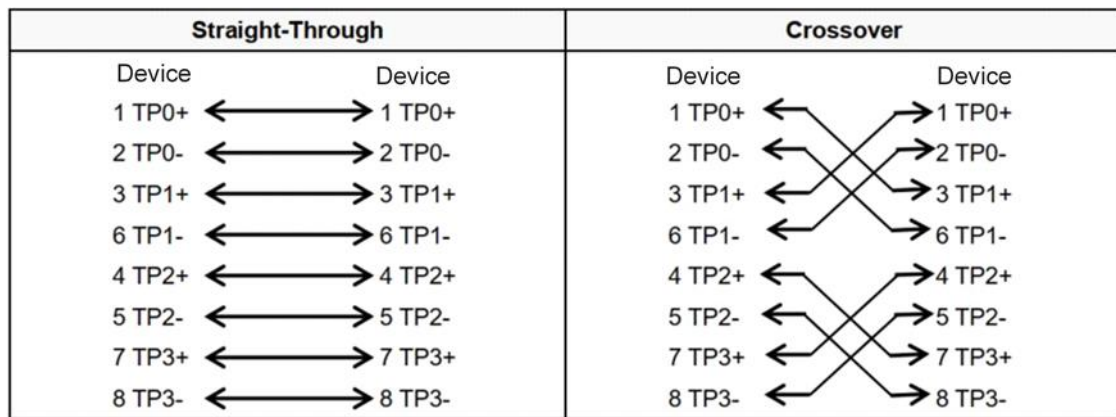 Straight-Through Crossover
Device Device Device Device
1 TP0+ 1 TP0+ 1 TP0+ 1 TP0+
2 TP0- 2 TP0- 2 TP0- 2 TP0-
3 TP1+ 3 TP1+ 3 TP1+ 3 TP1+
6 TP1- 6 TP1- 6 TP1- 6 TP1-
4 TP2+ 4 TP2+ 4 TP2+ 4 TP2+
5 TP2- 5 TP2- 5 TP2- 5 TP2-
7 TP3+ 7 TP3+ 7 TP3+ 7 TP3+
8 TP3- 8 TP3- 8 TP3- 8 TP3-